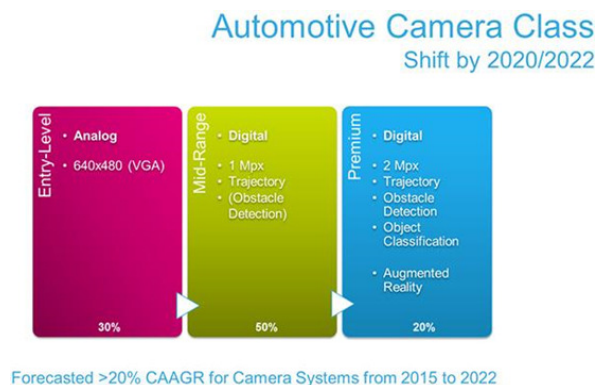 Automotive Camera Class
Shift by 2020/2022
Entry-Level
• Analog
• 640x480 (VGA)
30%
Mid-Range
• Digital
• 1 Mpx
• Trajectory
• (Obstacle
Detection)
50%
Premium
• Digital
• 2 Mpx
• Trajectory
• Obstacle
Detection
• Object
Classification
• Augmented
Reality
20%
Forecasted >20% CAAGR for Camera Systems from 2015 to 2022